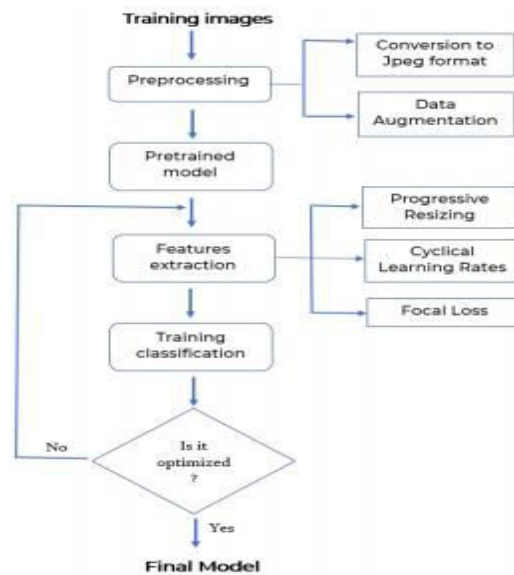 Training images
Preprocessing
Conversion to
Jpeg format
Data
Augmentation
Pretrained
model
Features
extraction
Progressive
Resizing
Cyclical
Learning Rates
Focal Loss
Training
classification
Is it
optimized
?
No
Yes
Final Model